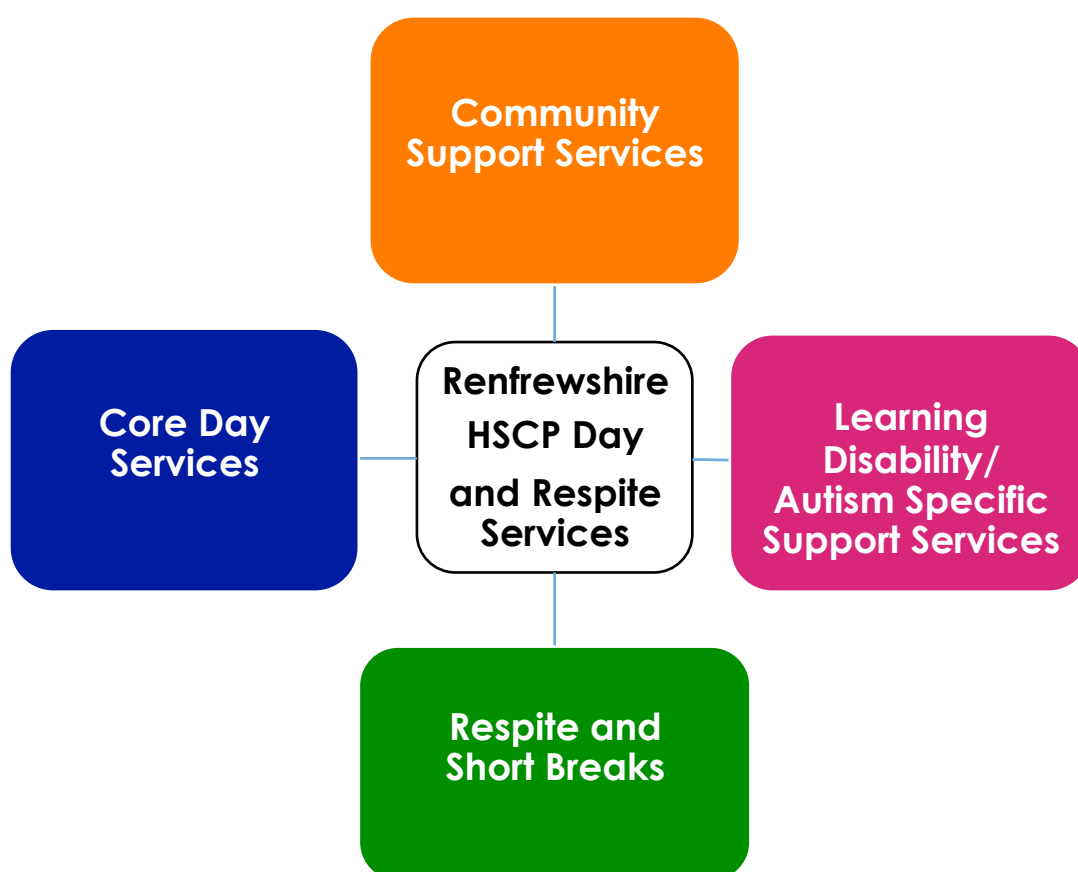 Community
Support Services
Core Day
Services
Renfrewshire
HSCP Day
and Respite
Services
Learning
Disability/
Autism Specific
Support Services
Respite and
Short Breaks